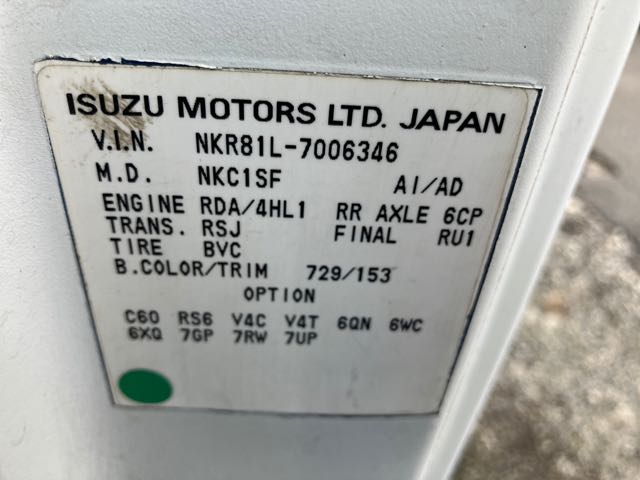 ISUZU MOTORS LTD. JAPAN
V.I.N. NKR81L-7006346
M.D. NKC1SF AI/AD
ENGINE RDA/4HL1 RR AXLE 6CP
TRANS. RSJ FINAL RU1
TIRE BVC
B.COLOR/TRIM 729/153
OPTION
C60 RS6 V4C V4T 6QN 6WC
6XQ 7GP 7RW 7UP